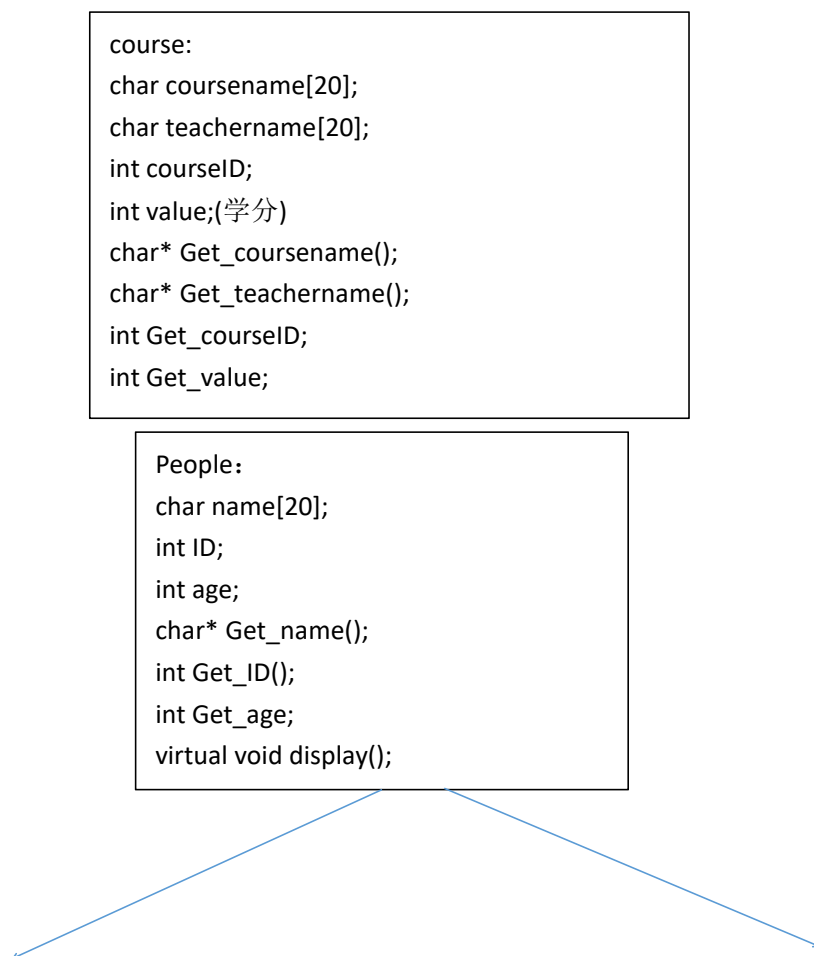 course:
char coursename[20];
char teachername[20];
int courseID;
int value;(学分)
char* Get_coursename();
char* Get_teachername();
int Get_courseID;
int Get_value;
People：
char name[20];
int ID;
int age;
char* Get_name();
int Get_ID();
int Get_age;
virtual void display();